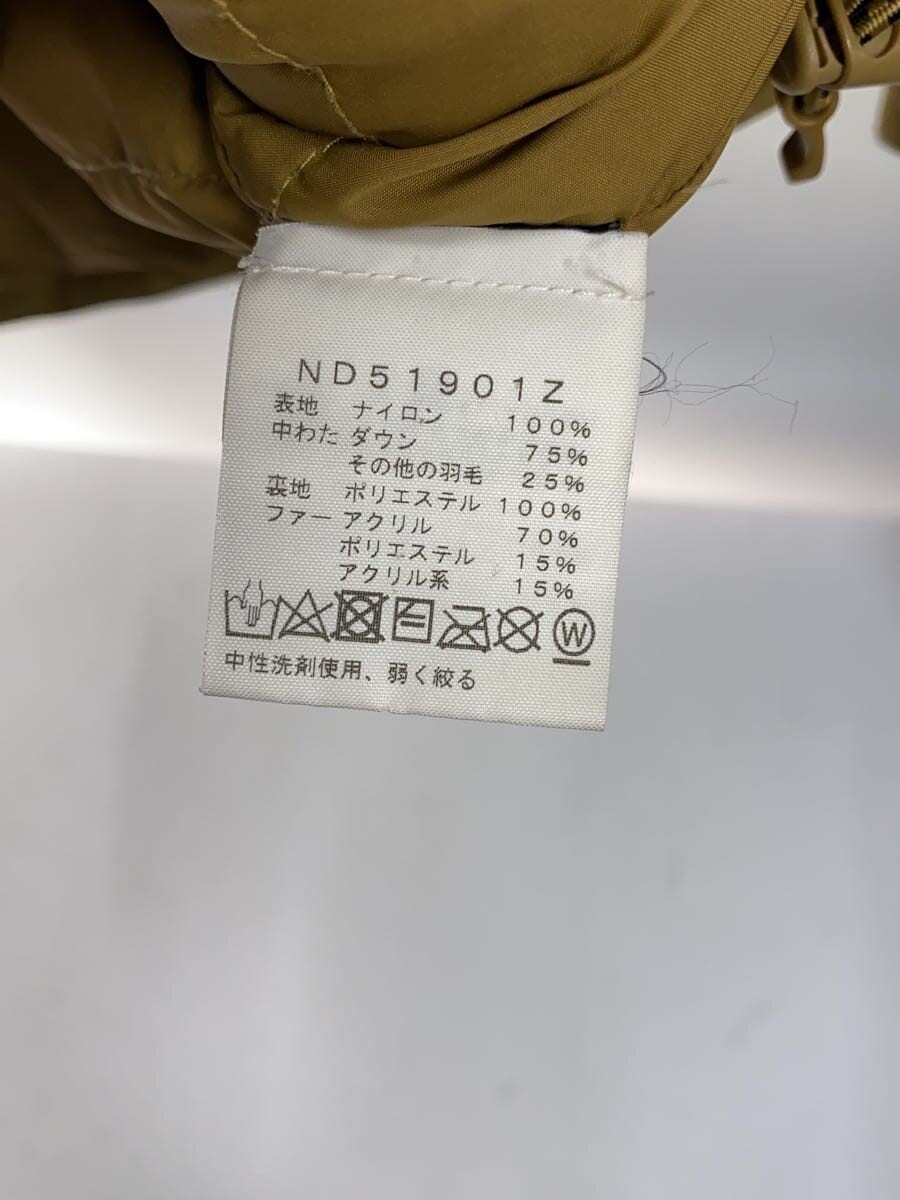 ND51901Z
表地 ナイロン 100%
中わた ダウン 75%
その他の羽毛 25%
裏地 ポリエステル 100%
ファー アクリル 70%
ポリエステル 15%
アクリル系 15%
W
中性洗剤使用、弱く絞る